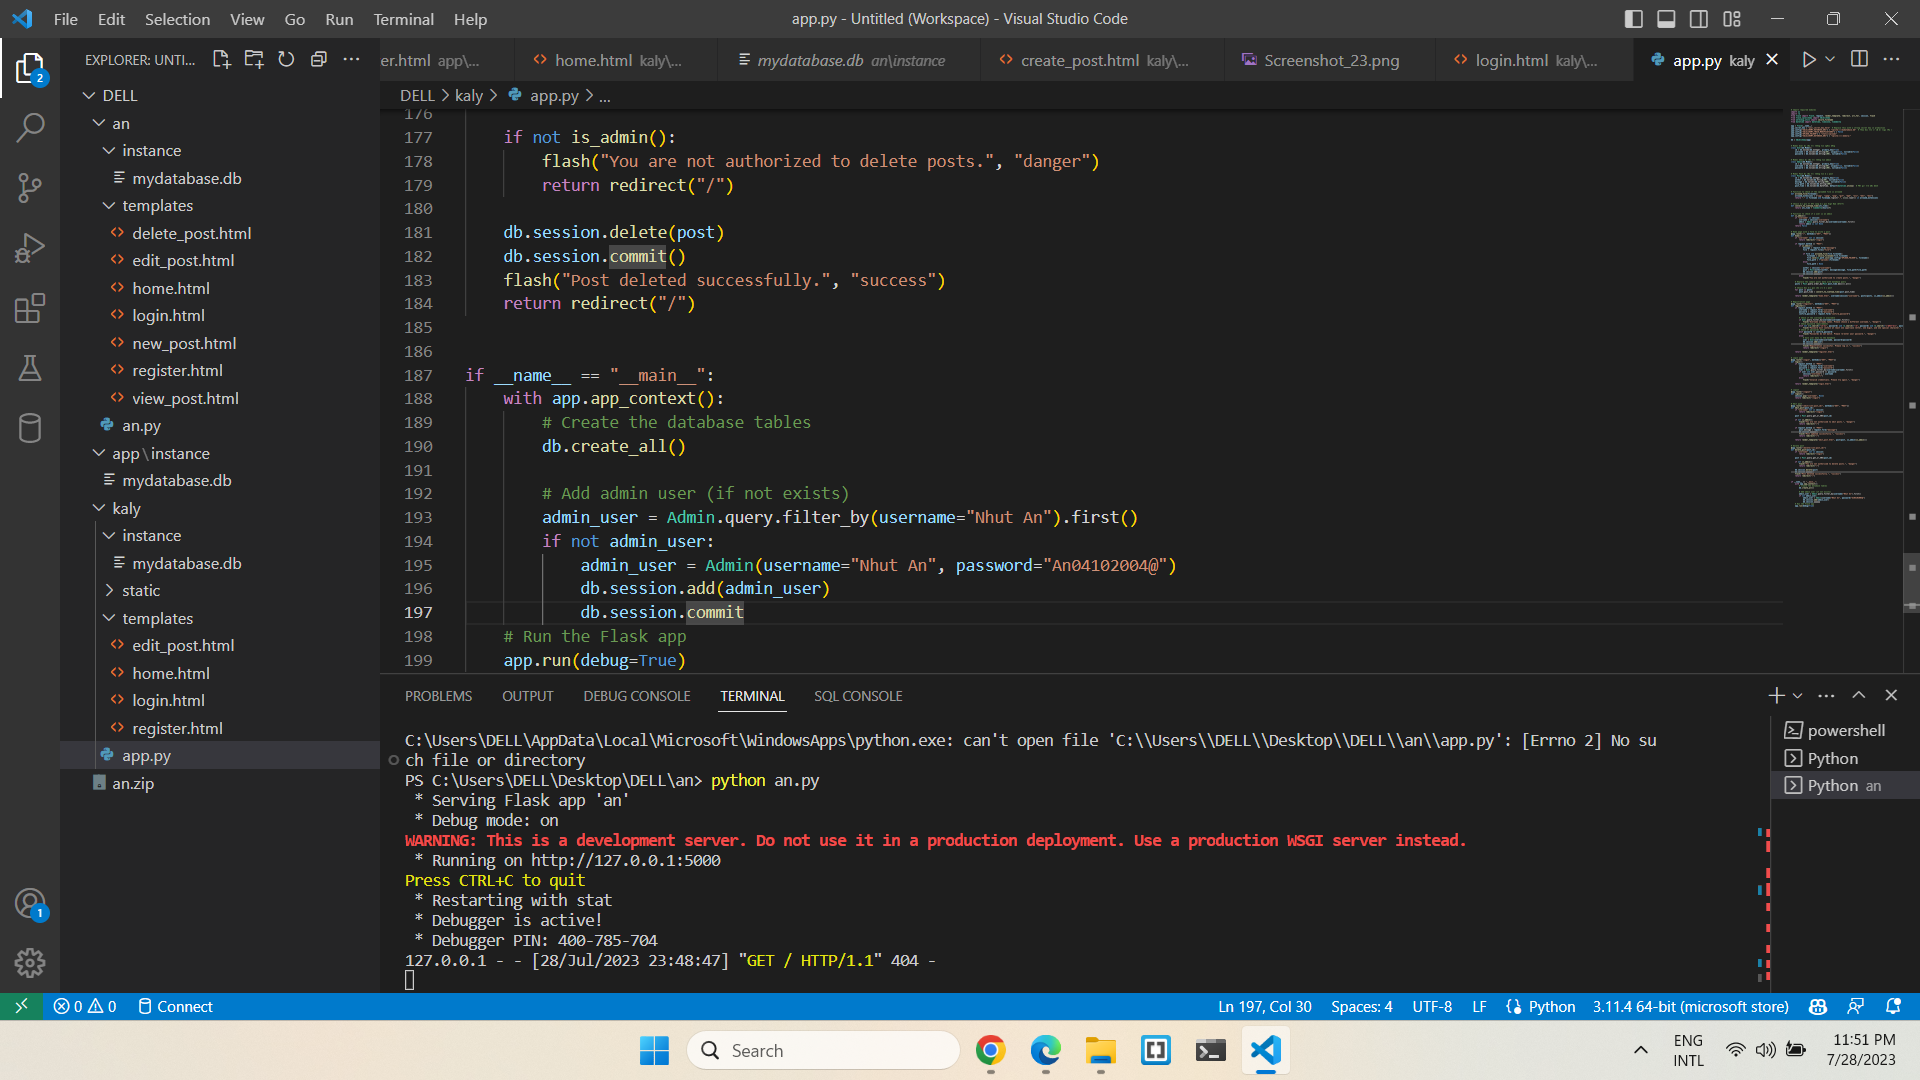 File Edit Selection View Go Run Terminal Help
app.py - Untitled (Workspace) - Visual Studio Code
EXPLORER: UNTI...
er.html app\...
home.html kaly\...
mydatabase.db an\instance
create_post.html kaly\...
Screenshot_23.png
login.html kaly\...
app.py kaly
2
DELL
an
instance
mydatabase.db
templates
delete_post.html
edit_post.html
home.html
login.html
new_post.html
register.html
view_post.html
an.py
app\instance
mydatabase.db
kaly
instance
mydatabase.db
static
templates
edit_post.html
home.html
login.html
register.html
app.py
an.zip
1
DELL > kaly > app.py > ...
176
177 if not is_admin():
178 flash("You are not authorized to delete posts.", "danger")
179 return redirect("/")
180
181 db.session.delete(post)
182 db.session.commit()
183 flash("Post deleted successfully.", "success")
184 return redirect("/")
185
186
187 if __name__ == "__main__":
188 with app.app_context():
189 # Create the database tables
190 db.create_all()
191
192 # Add admin user (if not exists)
193 admin_user = Admin.query.filter_by(username="Nhut An").first()
194 if not admin_user:
195 admin_user = Admin(username="Nhut An", password="An04102004@")
196 db.session.add(admin_user)
197 db.session.commit
198 # Run the Flask app
199 app.run(debug=True)
PROBLEMS OUTPUT DEBUG CONSOLE TERMINAL SQL CONSOLE
C:\Users\DELL\AppData\Local\Microsoft\WindowsApps\python.exe: can't open file 'C:\\Users\\DELL\\Desktop\\DELL\\an\\app.py': [Errno 2] No su
ch file or directory
PS C:\Users\DELL\Desktop\DELL\an> python an.py
* Serving Flask app 'an'
* Debug mode: on
WARNING: This is a development server. Do not use it in a production deployment. Use a production WSGI server instead.
* Running on http://127.0.0.1:5000
Press CTRL+C to quit
* Restarting with stat
* Debugger is active!
* Debugger PIN: 400-785-704
127.0.0.1 - - [28/Jul/2023 23:48:47] "GET / HTTP/1.1" 404 -
powershell
Python
Python an
0 0 Connect
Ln 197, Col 30 Spaces: 4 UTF-8 LF Python 3.11.4 64-bit (microsoft store)
Search
ENG
INTL
11:51 PM
7/28/2023